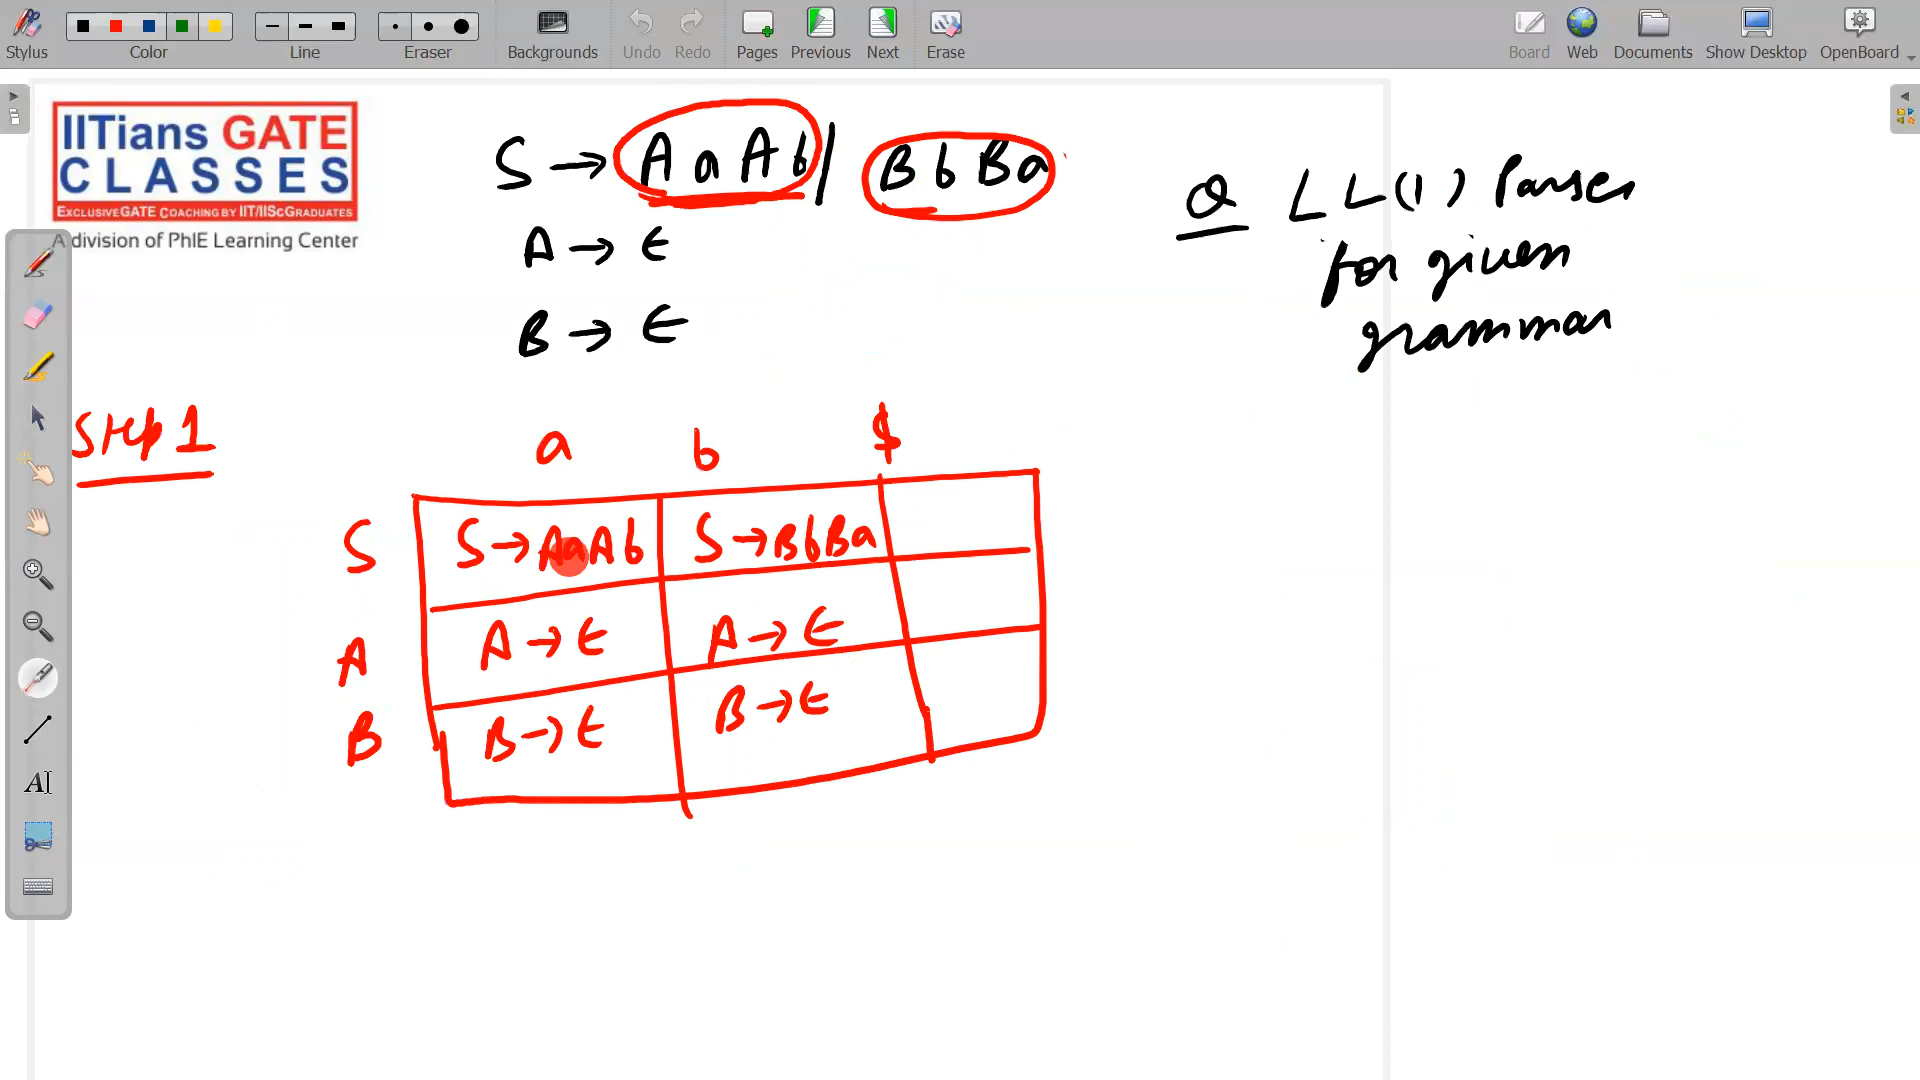 Stylus
Color
Line
Eraser
Backgrounds
Undo
Redo
Pages
Previous
Next
Erase
Board
Web
Documents
Show Desktop
OpenBoard
IITians GATE
CLASSES
EXCLUSIVE GATE COACHING BY IIT/IISc GRADUATES
A division of PhIE Learning Center
S → A a A b / B b B a
A → ε
B → ε
Q LL(1) Parser
for given
grammar
Step 1
a b $
S S → AaAb S → BbBa
A A → ε A → ε
B B → ε B → ε